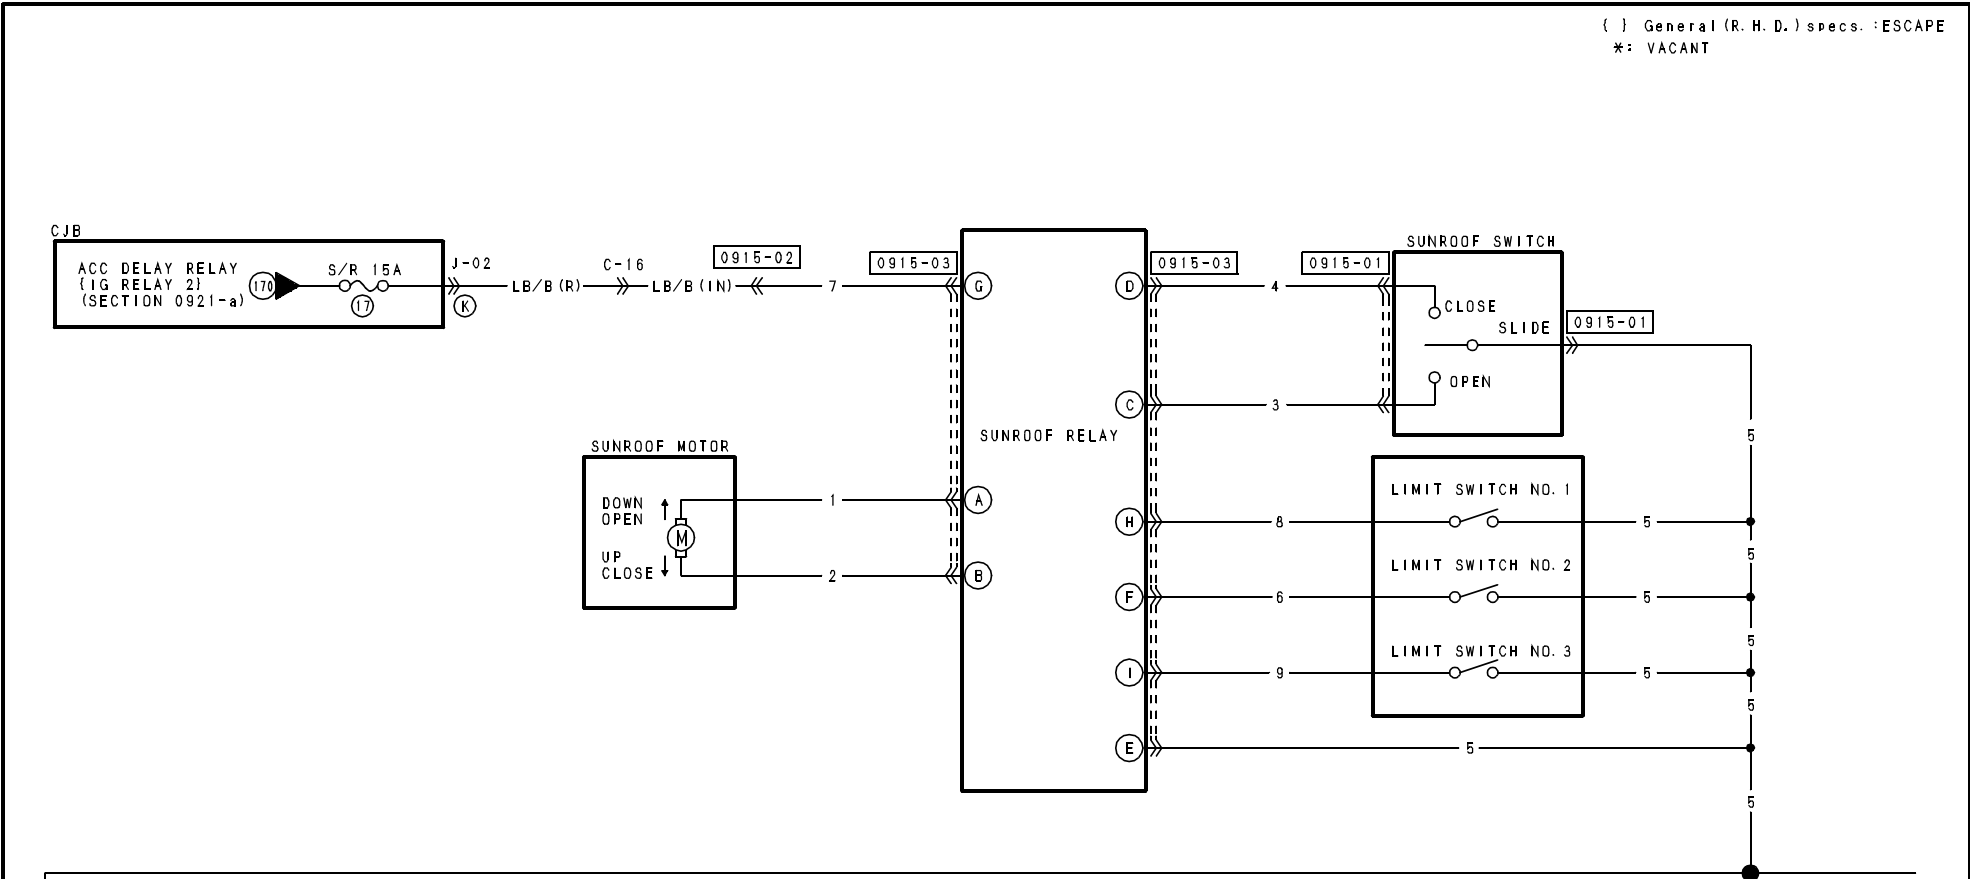 { } General (R.H.D.) specs. :ESCAPE
*: VACANT
CJB
ACC DELAY RELAY
{IG RELAY 2}
(SECTION 0921-a)
170
S/R 15A
17
J-02
K
LB/B (R)
C-16
LB/B (IN)
0915-02
7
0915-03
G
D
0915-03
4
0915-01
SUNROOF SWITCH
CLOSE
SLIDE
0915-01
OPEN
C
3
5
SUNROOF RELAY
SUNROOF MOTOR
DOWN
OPEN
M
UP
CLOSE
1
A
2
B
LIMIT SWITCH NO. 1
H
8
5
5
LIMIT SWITCH NO. 2
F
6
5
5
LIMIT SWITCH NO. 3
I
9
5
5
E
5
5